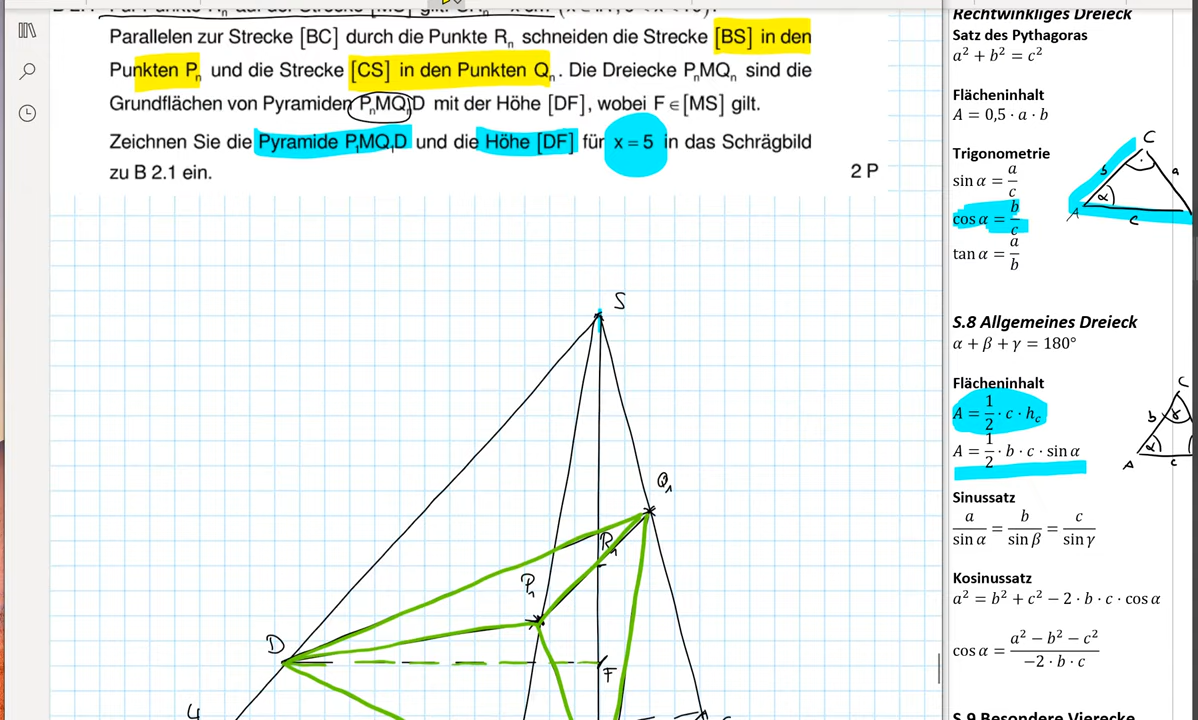 Parallelen zur Strecke [BC] durch die Punkte Rₙ schneiden die Strecke [BS] in den
Punkten Pₙ und die Strecke [CS] in den Punkten Qₙ. Die Dreiecke PₙMQₙ sind die
Grundflächen von Pyramiden PₙMQₙD mit der Höhe [DF], wobei F ∈ [MS] gilt.
Zeichnen Sie die Pyramide P₁MQ₁D und die Höhe [DF] für x = 5 in das Schrägbild
zu B 2.1 ein.
2 P
S
Q₁
R₁
P₁
D
F
Rechtwinkliges Dreieck
Satz des Pythagoras
a² + b² = c²
Flächeninhalt
A = 0,5 · a · b
Trigonometrie
sin α = a/c
cos α = b/c
tan α = a/b
C
b
a
α
A
c
S.8 Allgemeines Dreieck
α + β + γ = 180°
Flächeninhalt
A = 1/2 · c · h_c
A = 1/2 · b · c · sin α
C
b
γ
α
A
c
Sinussatz
a/sin α = b/sin β = c/sin γ
Kosinussatz
a² = b² + c² − 2 · b · c · cos α
cos α = (a² − b² − c²)/(−2 · b · c)
S.9 Besondere Vierecke